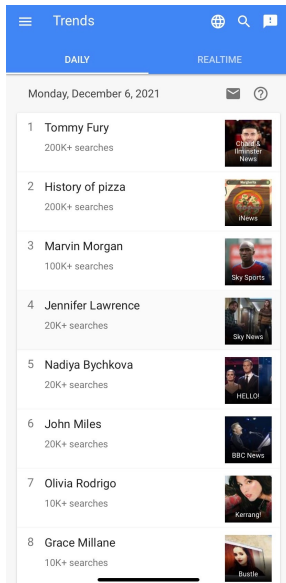 Trends
DAILY
REALTIME
Monday, December 6, 2021
1 Tommy Fury
200K+ searches
Chard &
Ilminster
News
2 History of pizza
200K+ searches
iNews
3 Marvin Morgan
100K+ searches
Sky Sports
4 Jennifer Lawrence
20K+ searches
Sky News
5 Nadiya Bychkova
20K+ searches
HELLO!
6 John Miles
20K+ searches
BBC News
7 Olivia Rodrigo
10K+ searches
Kerrang!
8 Grace Millane
10K+ searches
Bustle